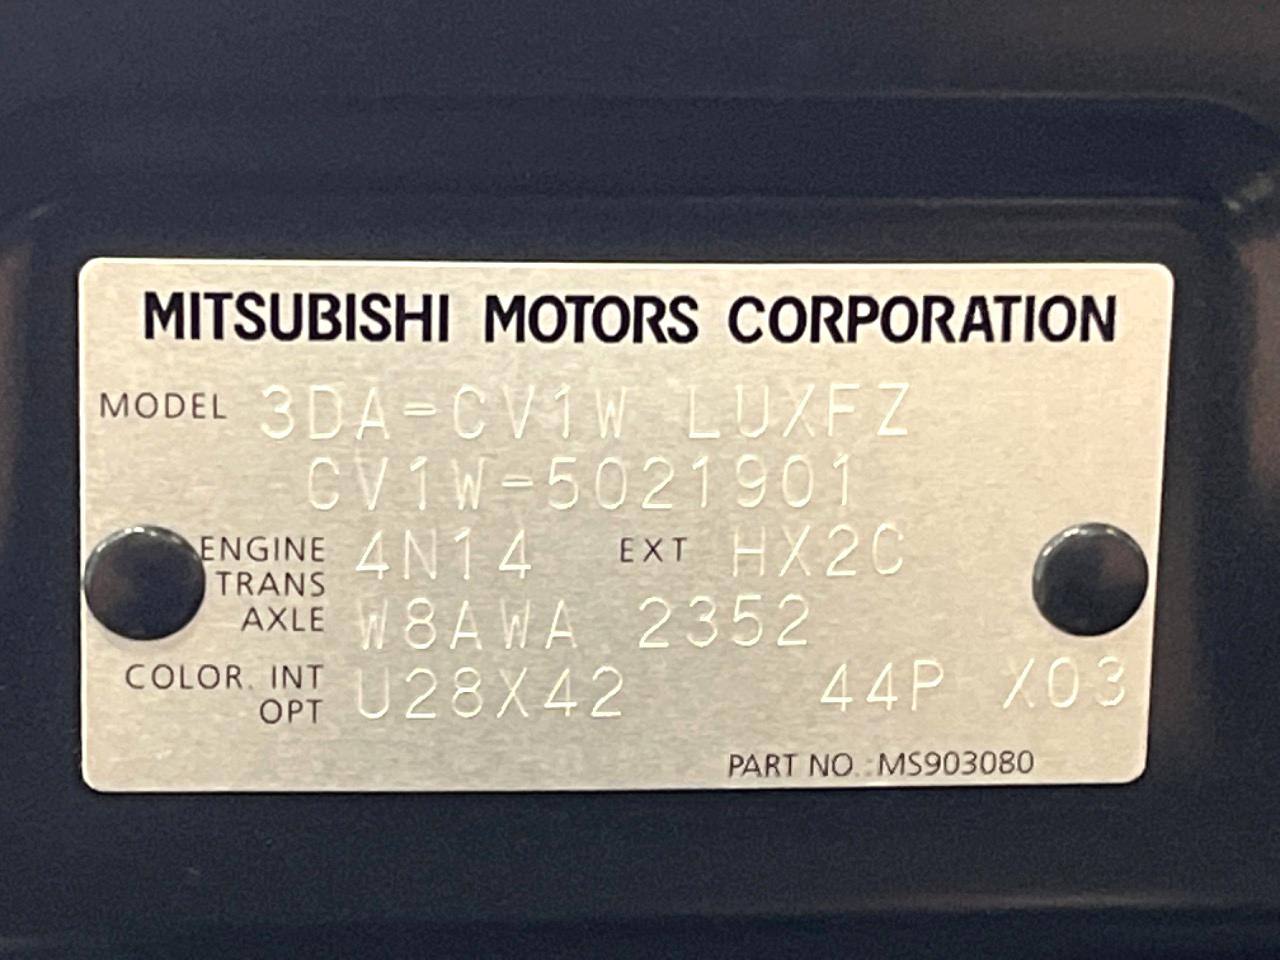 MITSUBISHI MOTORS CORPORATION
MODEL 3DA-CV1W LUXFZ
CV1W-5021901
ENGINE 4N14 EXT HX2C
TRANS
AXLE W8AWA 2352
COLOR. INT U28X42 44P X03
OPT
PART NO.:MS903080